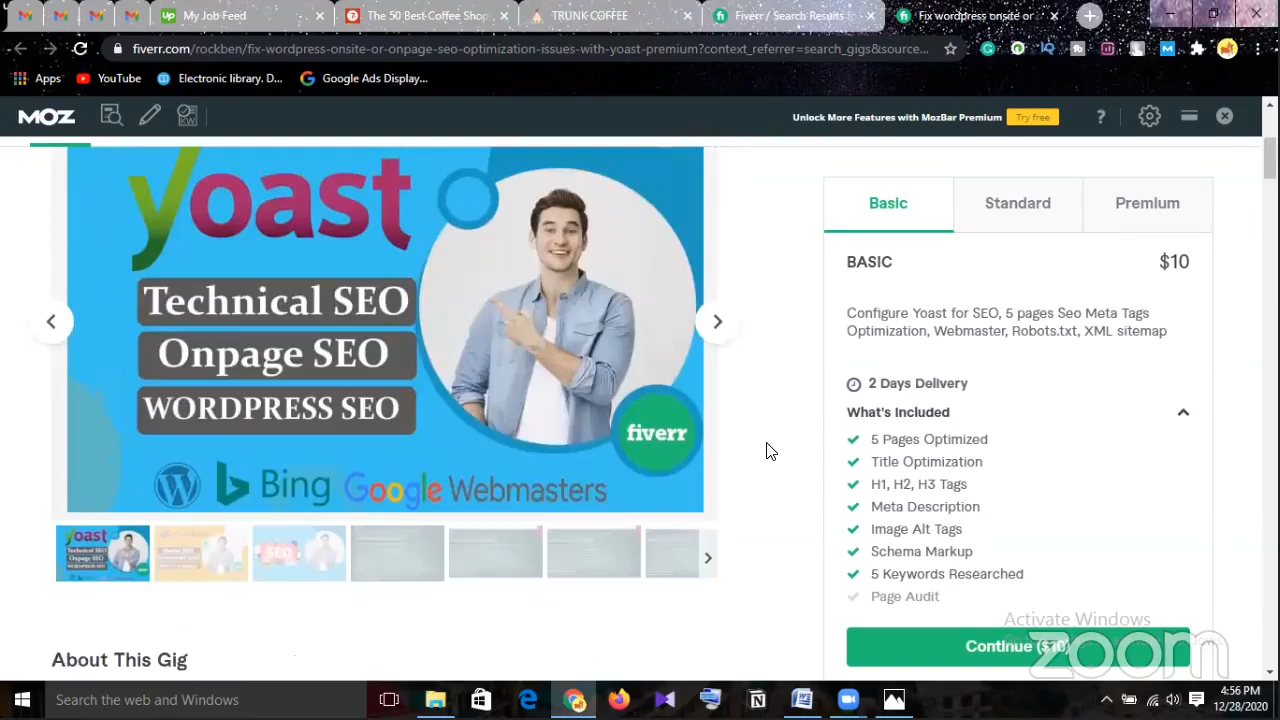 My Job Feed
The 50 Best Coffee Shop
TRUNK COFFEE
Fiverr / Search Results
Fix wordpress onsite or
fiverr.com/rockben/fix-wordpress-onsite-or-onpage-seo-optimization-issues-with-yoast-premium?context_referrer=search_gigs&source...
Apps
YouTube
Electronic library. D...
Google Ads Display...
MOZ
Unlock More Features with MozBar Premium
Try free
yoast
Technical SEO
Onpage SEO
WORDPRESS SEO
fiverr
Bing Google Webmasters
About This Gig
Basic
Standard
Premium
BASIC
$10
Configure Yoast for SEO, 5 pages Seo Meta Tags
Optimization, Webmaster, Robots.txt, XML sitemap
2 Days Delivery
What's Included
5 Pages Optimized
Title Optimization
H1, H2, H3 Tags
Meta Description
Image Alt Tags
Schema Markup
5 Keywords Researched
Page Audit
Activate Windows
Continue ($10)
zoom
Search the web and Windows
4:56 PM
12/28/2020